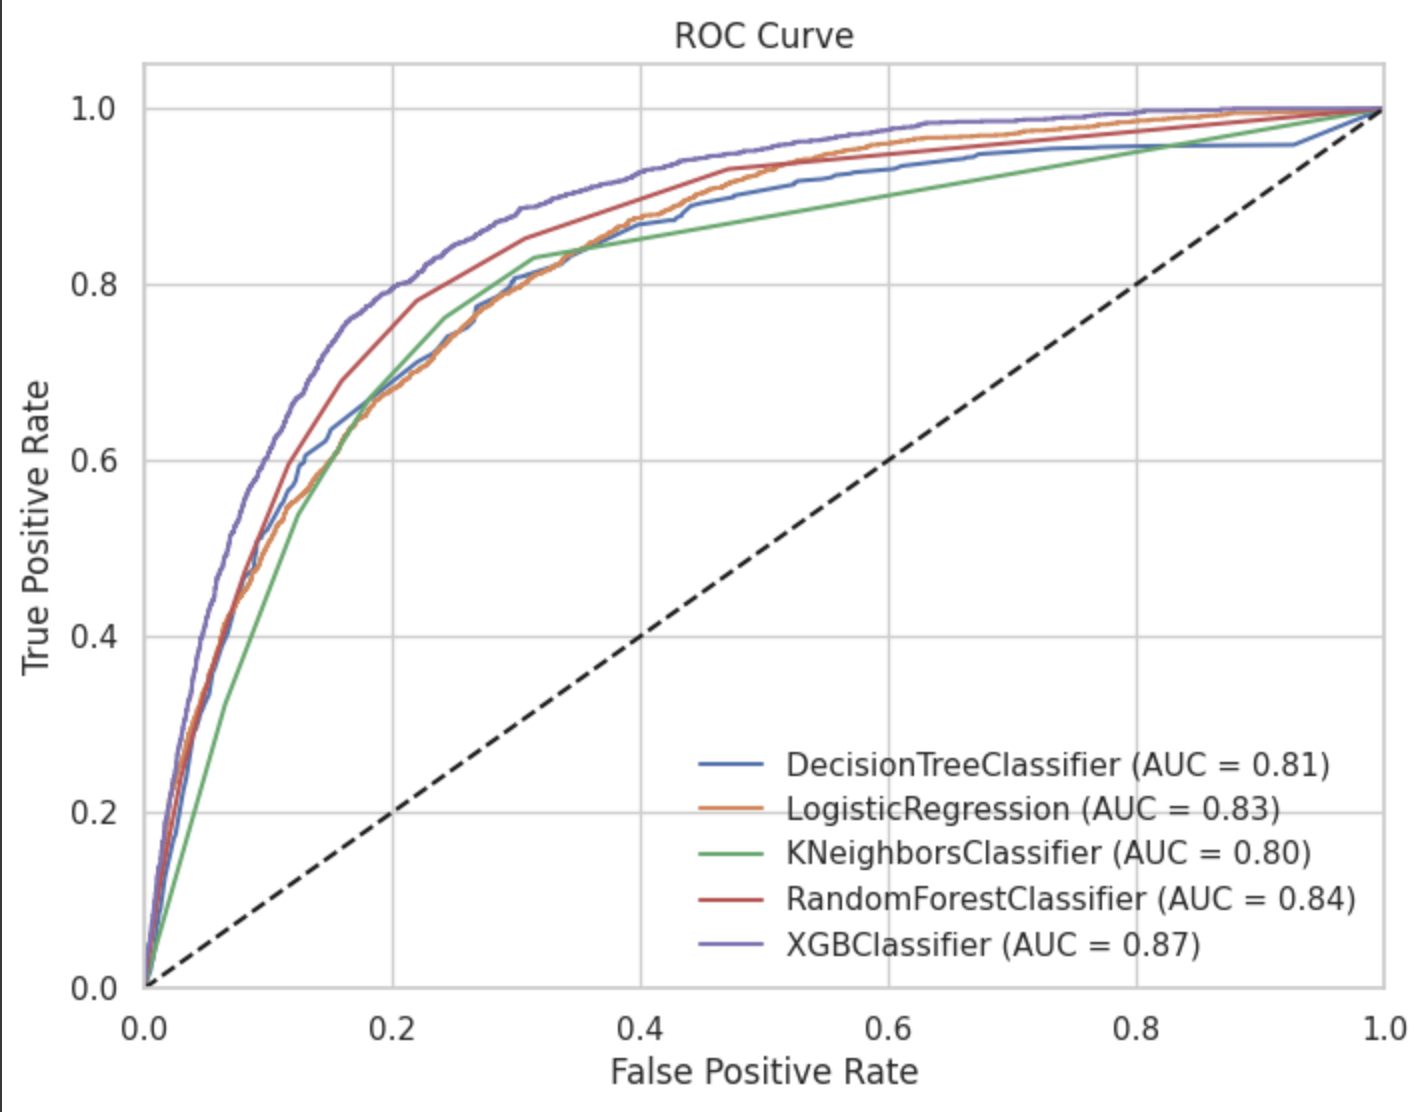 ROC Curve
1.0
0.8
0.6
0.4
0.2
0.0
True Positive Rate
DecisionTreeClassifier (AUC = 0.81)
LogisticRegression (AUC = 0.83)
KNeighborsClassifier (AUC = 0.80)
RandomForestClassifier (AUC = 0.84)
XGBClassifier (AUC = 0.87)
0.0 0.2 0.4 0.6 0.8 1.0
False Positive Rate